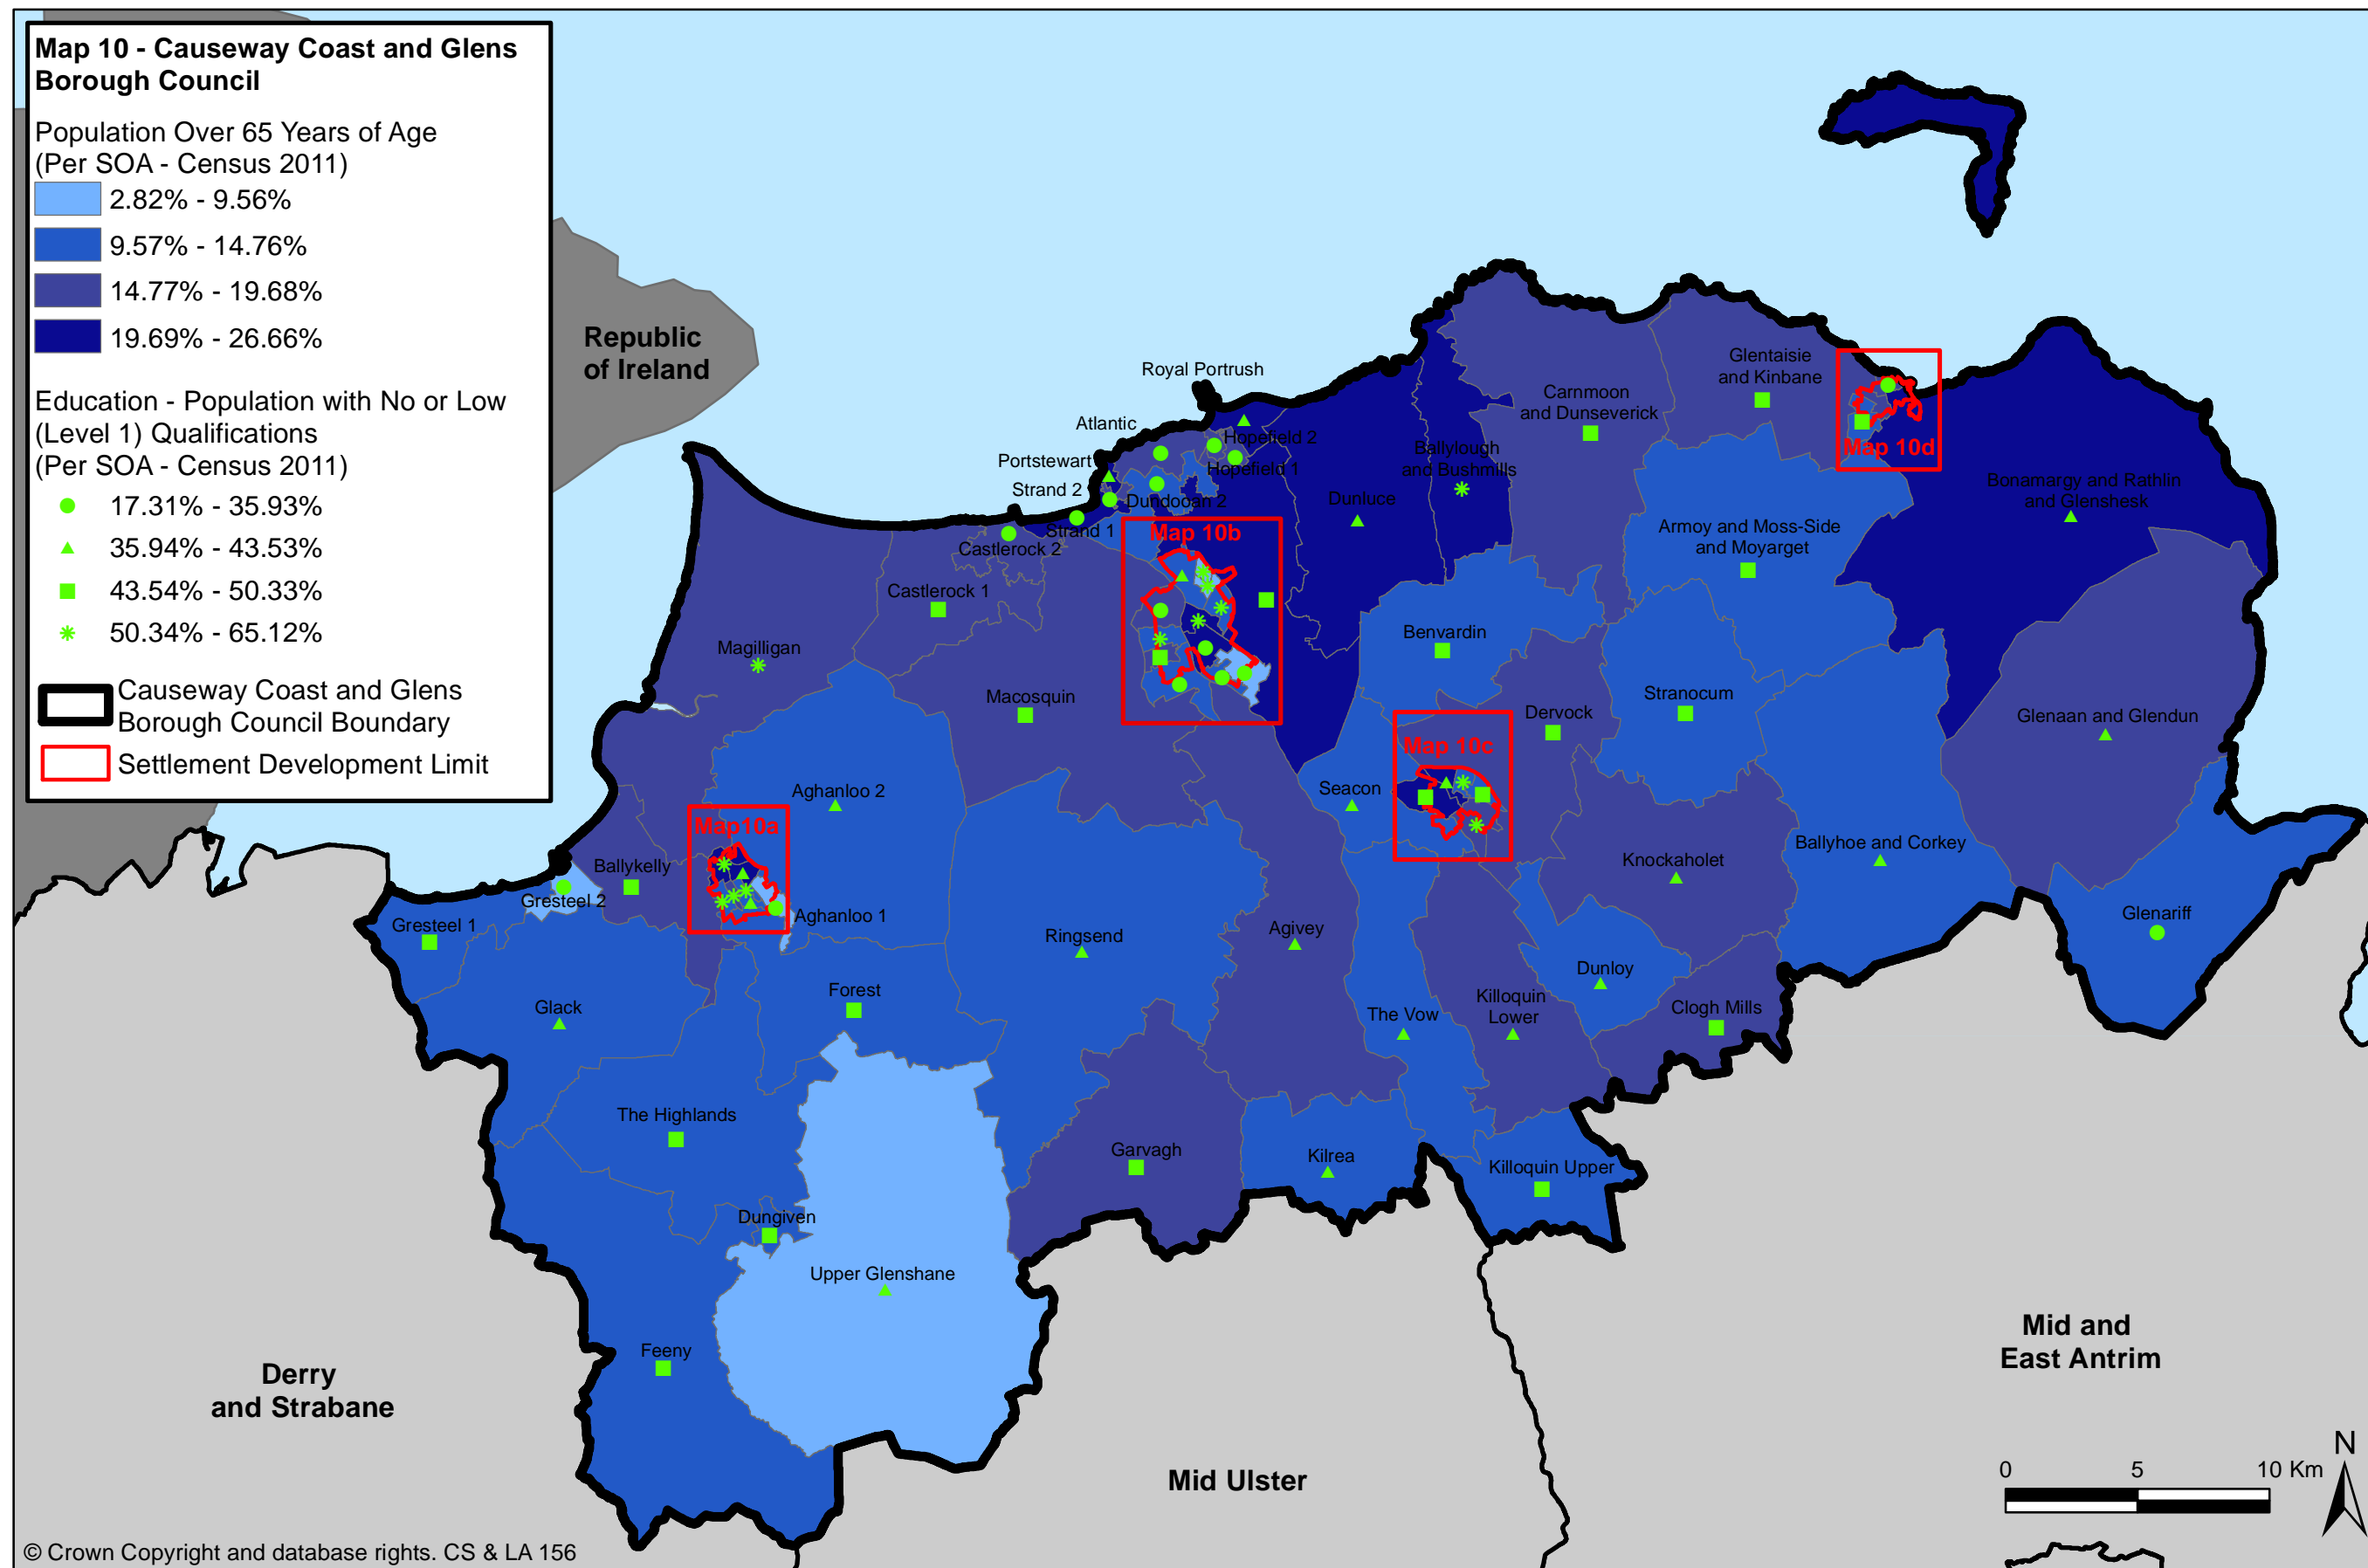 Map 10 - Causeway Coast and Glens
Borough Council
Population Over 65 Years of Age
(Per SOA - Census 2011)
2.82% - 9.56%
9.57% - 14.76%
14.77% - 19.68%
19.69% - 26.66%
Education - Population with No or Low
(Level 1) Qualifications
(Per SOA - Census 2011)
17.31% - 35.93%
35.94% - 43.53%
43.54% - 50.33%
50.34% - 65.12%
Causeway Coast and Glens
Borough Council Boundary
Settlement Development Limit
Republic
of Ireland
Royal Portrush
Atlantic
Hopefield 2
Hopefield 1
Portstewart
Strand 2
Dundooan 2
Strand 1
Castlerock 2
Castlerock 1
Map 10b
Dunluce
Ballylough
and Bushmills
Carnmoon
and Dunseverick
Glentaisie
and Kinbane
Map 10d
Bonamargy and Rathlin
and Glenshesk
Armoy and Moss-Side
and Moyarget
Magilligan
Macosquin
Benvardin
Stranocum
Dervock
Glenaan and Glendun
Map 10c
Seacon
Aghanloo 2
Map10a
Ballykelly
Gresteel 2
Gresteel 1
Aghanloo 1
Knockaholet
Ballyhoe and Corkey
Glenariff
Ringsend
Agivey
Dunloy
Glack
Forest
The Vow
Killoquin
Lower
Clogh Mills
The Highlands
Garvagh
Kilrea
Killoquin Upper
Dungiven
Upper Glenshane
Feeny
Derry
and Strabane
Mid Ulster
Mid and
East Antrim
N
0 5 10 Km
© Crown Copyright and database rights. CS & LA 156